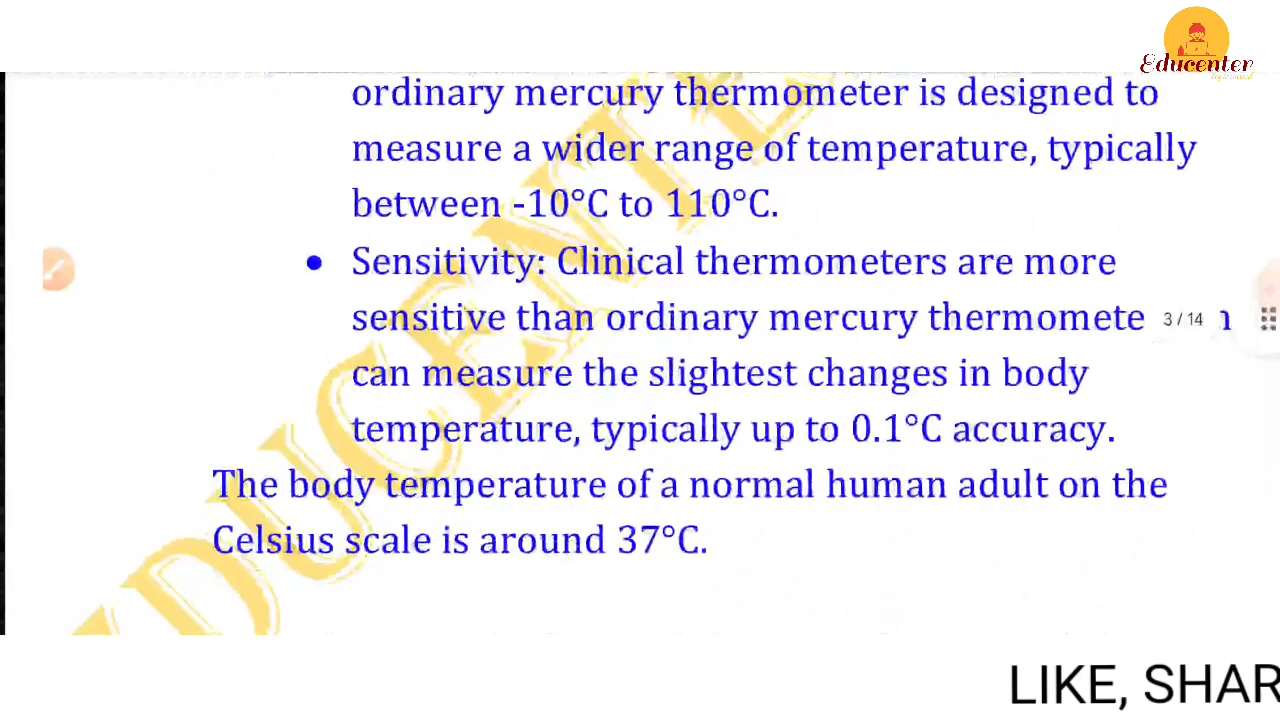 Educenter
ordinary mercury thermometer is designed to
measure a wider range of temperature, typically
between -10°C to 110°C.
• Sensitivity: Clinical thermometers are more
sensitive than ordinary mercury thermomete
3 / 14
can measure the slightest changes in body
temperature, typically up to 0.1°C accuracy.
The body temperature of a normal human adult on the
Celsius scale is around 37°C.
LIKE, SHAR